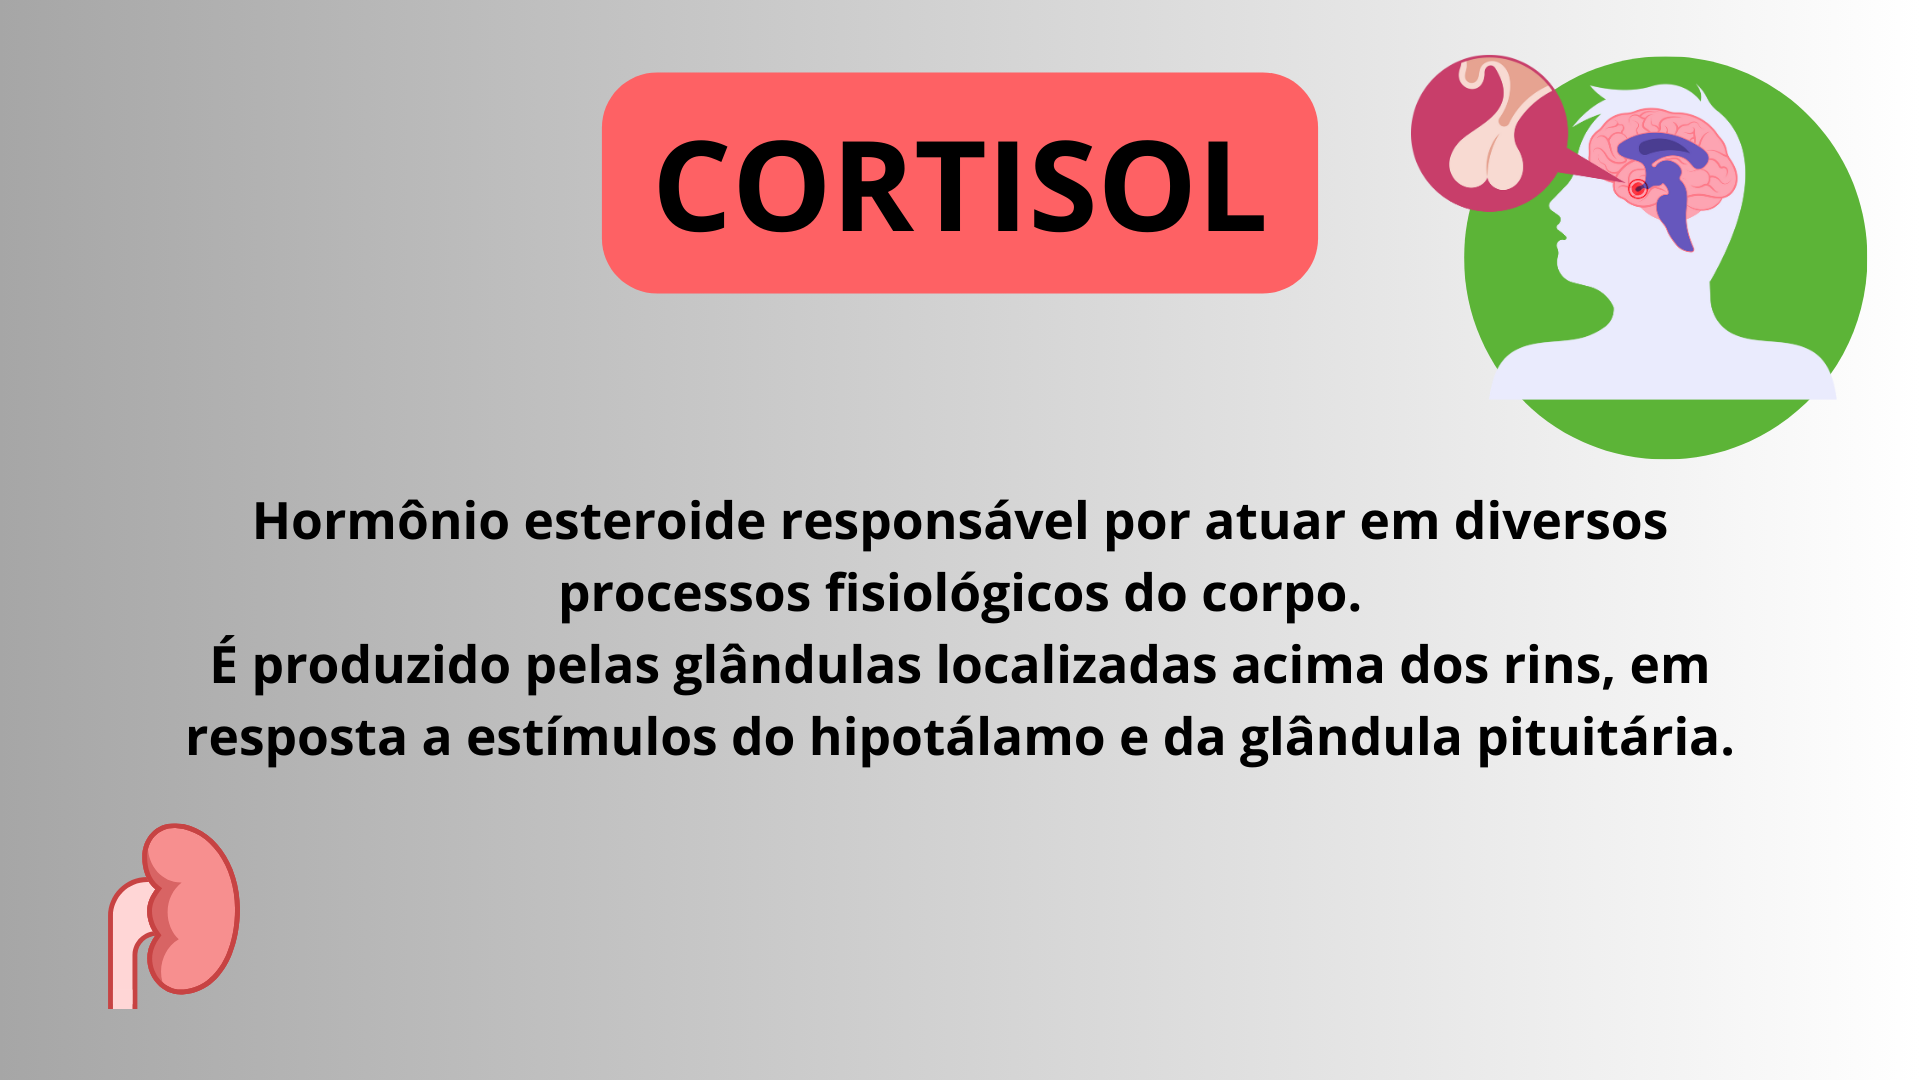 CORTISOL
Hormônio esteroide responsável por atuar em diversos
processos fisiológicos do corpo.
É produzido pelas glândulas localizadas acima dos rins, em
resposta a estímulos do hipotálamo e da glândula pituitária.